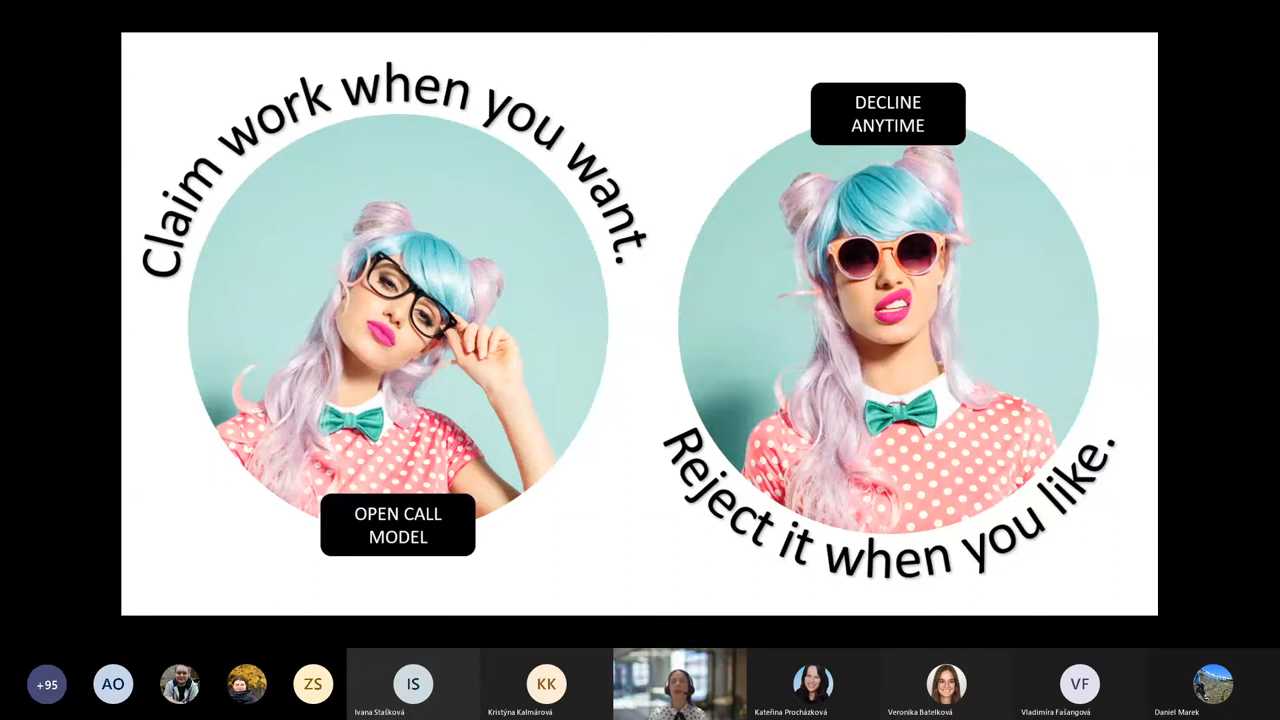 Claim work when you want.
OPEN CALL
MODEL
DECLINE
ANYTIME
Reject it when you like.
+95
AO
ZS
IS
Ivana Stašková
KK
Kristýna Kalmárová
Kateřina Procházková
Veronika Batelková
VF
Vladimíra Fašangová
Daniel Marek